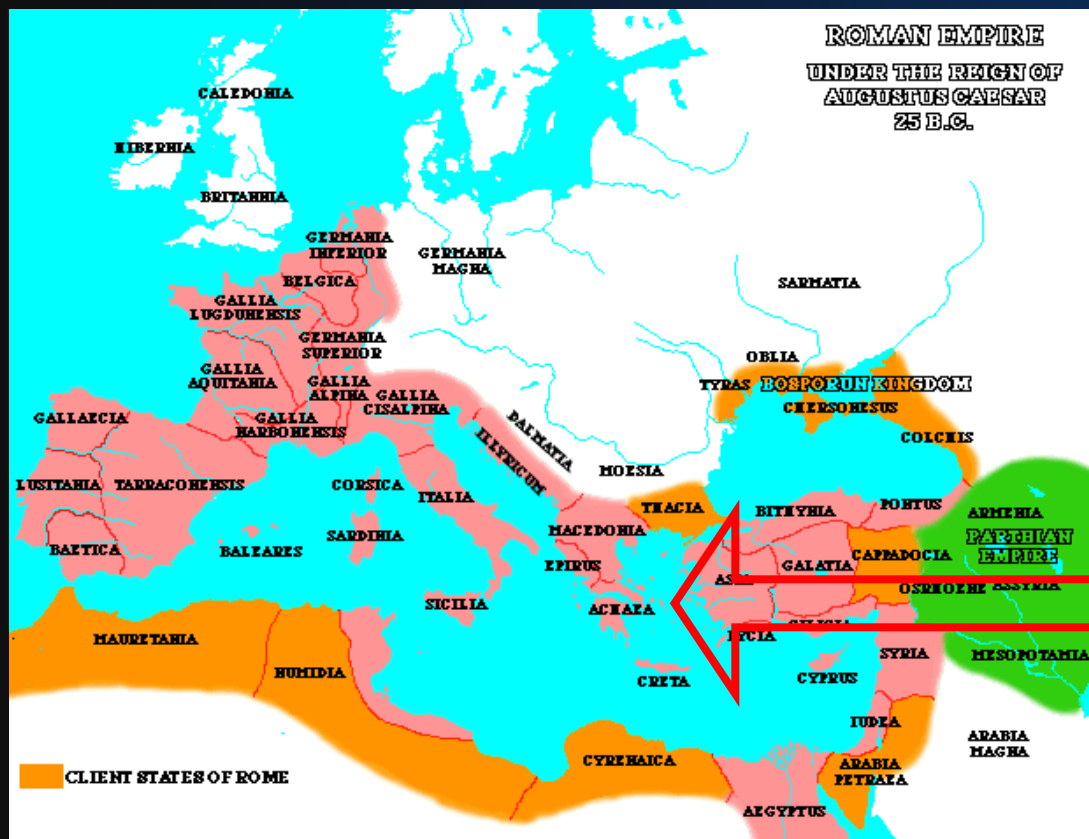 ROMAN EMPIRE
UNDER THE REIGN OF
AUGUSTUS CAESAR
25 B.C.
CALEDONIA
HIBERNIA
BRITANNIA
GERMANIA
INFERIOR
GERMANIA
MAGNA
BELGICA
SARMATIA
GALLIA
LUGDUNENSIS
GERMANIA
SUPERIOR
OBLIA
GALLIA
AQUITANIA
GALLIA
ALPINA
GALLIA
CISALPINA
TYRAS
BOSPORUN KINGDOM
CHERSONESUS
GALLAECIA
GALLIA
NARBONENSIS
DALMATIA
ILLYRICUM
COLCHIS
MOESIA
LUSITANIA
TARRACONENSIS
CORSICA
ITALIA
THACIA
BITHYNIA
PONTUS
ARMENIA
PARTHIAN
EMPIRE
BAETICA
BALEARES
SARDINIA
MACEDONIA
EPIRUS
GALATIA
CAPPADOCIA
ASIA
OSRHOENE
ASSYRIA
SICILIA
ACHAEA
CILICIA
LYCIA
MAURETANIA
SYRIA
MESOPOTAMIA
NUMIDIA
CRETA
CYPRUS
IUDEA
ARABIA
MAGNA
CYRENAICA
ARABIA
PETRAEA
CLIENT STATES OF ROME
AEGYPTUS